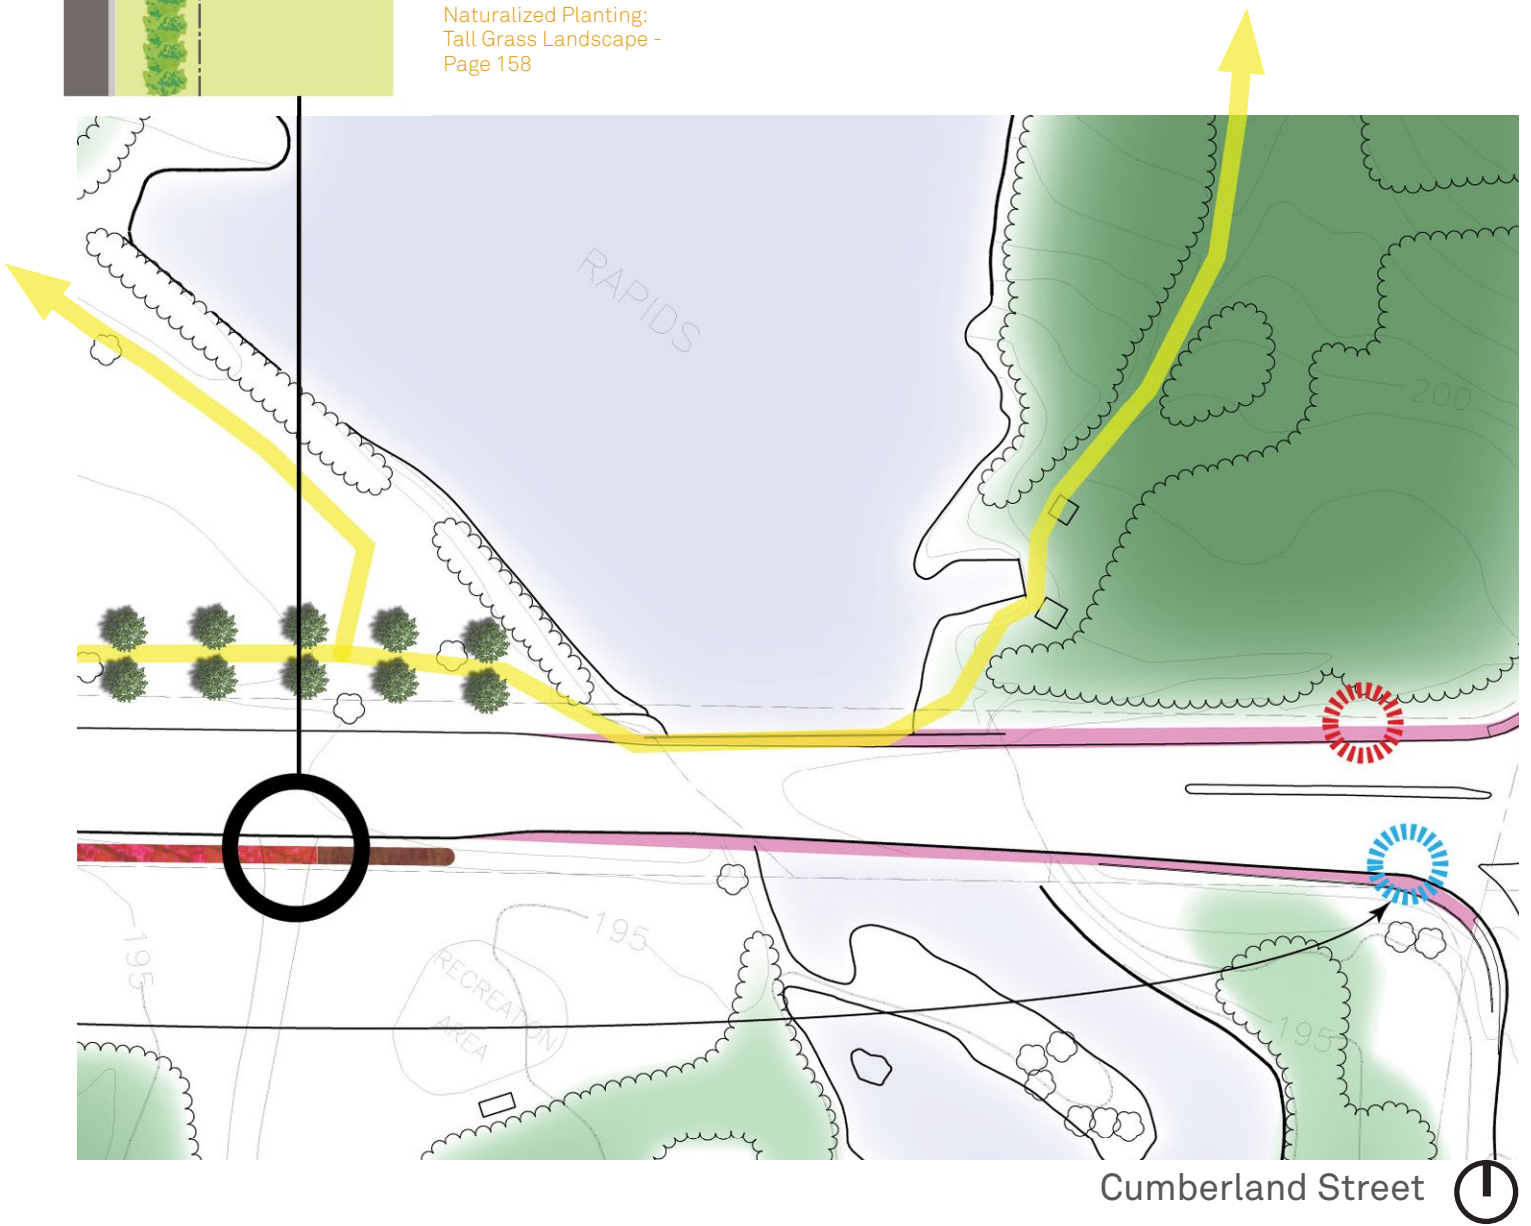 Naturalized Planting:
Tall Grass Landscape -
Page 158
RAPIDS
200
195
195
RECREATION
AREA
195
Cumberland Street